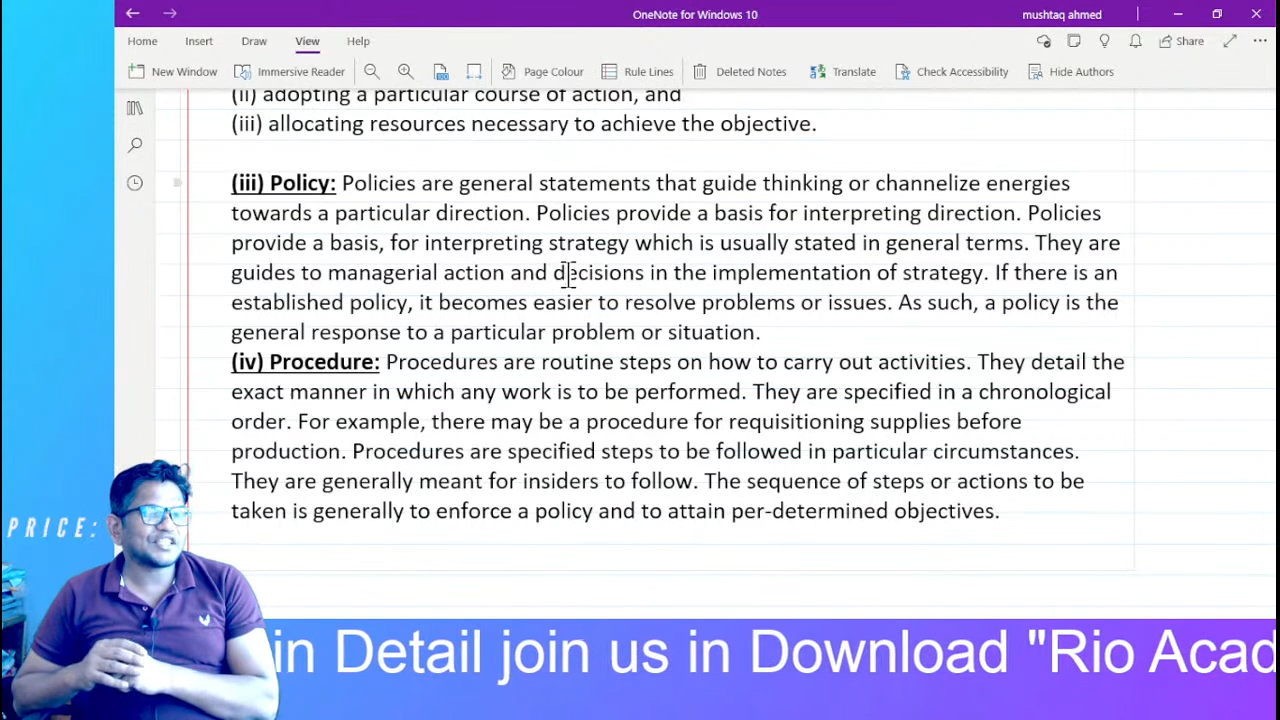 OneNote for Windows 10
mushtaq ahmed
Home Insert Draw View Help
Share
New Window Immersive Reader Page Colour Rule Lines Deleted Notes Translate Check Accessibility Hide Authors
(ii) adopting a particular course of action, and
(iii) allocating resources necessary to achieve the objective.
(iii) Policy: Policies are general statements that guide thinking or channelize energies
towards a particular direction. Policies provide a basis for interpreting direction. Policies
provide a basis, for interpreting strategy which is usually stated in general terms. They are
guides to managerial action and decisions in the implementation of strategy. If there is an
established policy, it becomes easier to resolve problems or issues. As such, a policy is the
general response to a particular problem or situation.
(iv) Procedure: Procedures are routine steps on how to carry out activities. They detail the
exact manner in which any work is to be performed. They are specified in a chronological
order. For example, there may be a procedure for requisitioning supplies before
production. Procedures are specified steps to be followed in particular circumstances.
They are generally meant for insiders to follow. The sequence of steps or actions to be
taken is generally to enforce a policy and to attain per-determined objectives.
PRICE:
in Detail join us in Download "Rio Acad